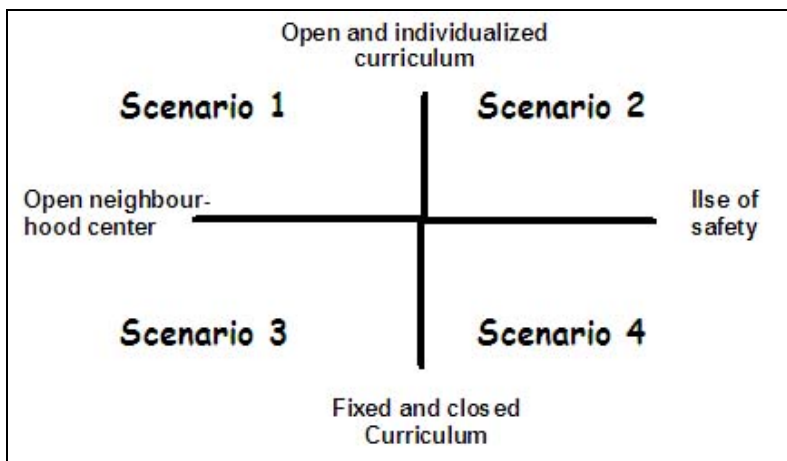 Open and individualized
curriculum
Scenario 1
Scenario 2
Open neighbour-
hood center
Ilse of
safety
Scenario 3
Scenario 4
Fixed and closed
Curriculum